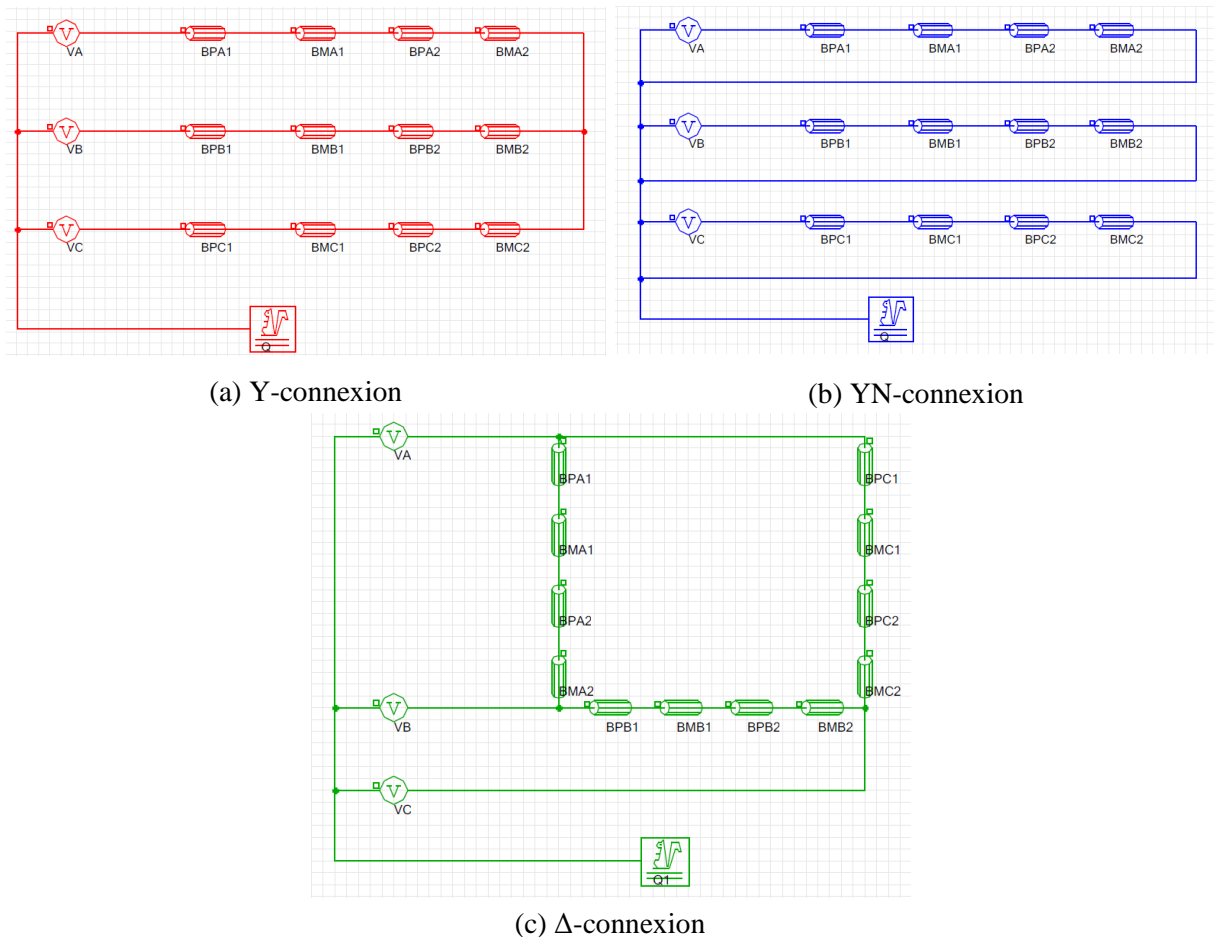 V
VA BPA1 BMA1 BPA2 BMA2
V
VB BPB1 BMB1 BPB2 BMB2
V
VC BPC1 BMC1 BPC2 BMC2
Q
(a) Y-connexion
V
VA BPA1 BMA1 BPA2 BMA2
V
VB BPB1 BMB1 BPB2 BMB2
V
VC BPC1 BMC1 BPC2 BMC2
Q
(b) YN-connexion
V
VA
BPA1 BPC1
BMA1 BMC1
BPA2 BPC2
BMA2 BMC2
V
VB BPB1 BMB1 BPB2 BMB2
V
VC
Q1
(c) Δ-connexion